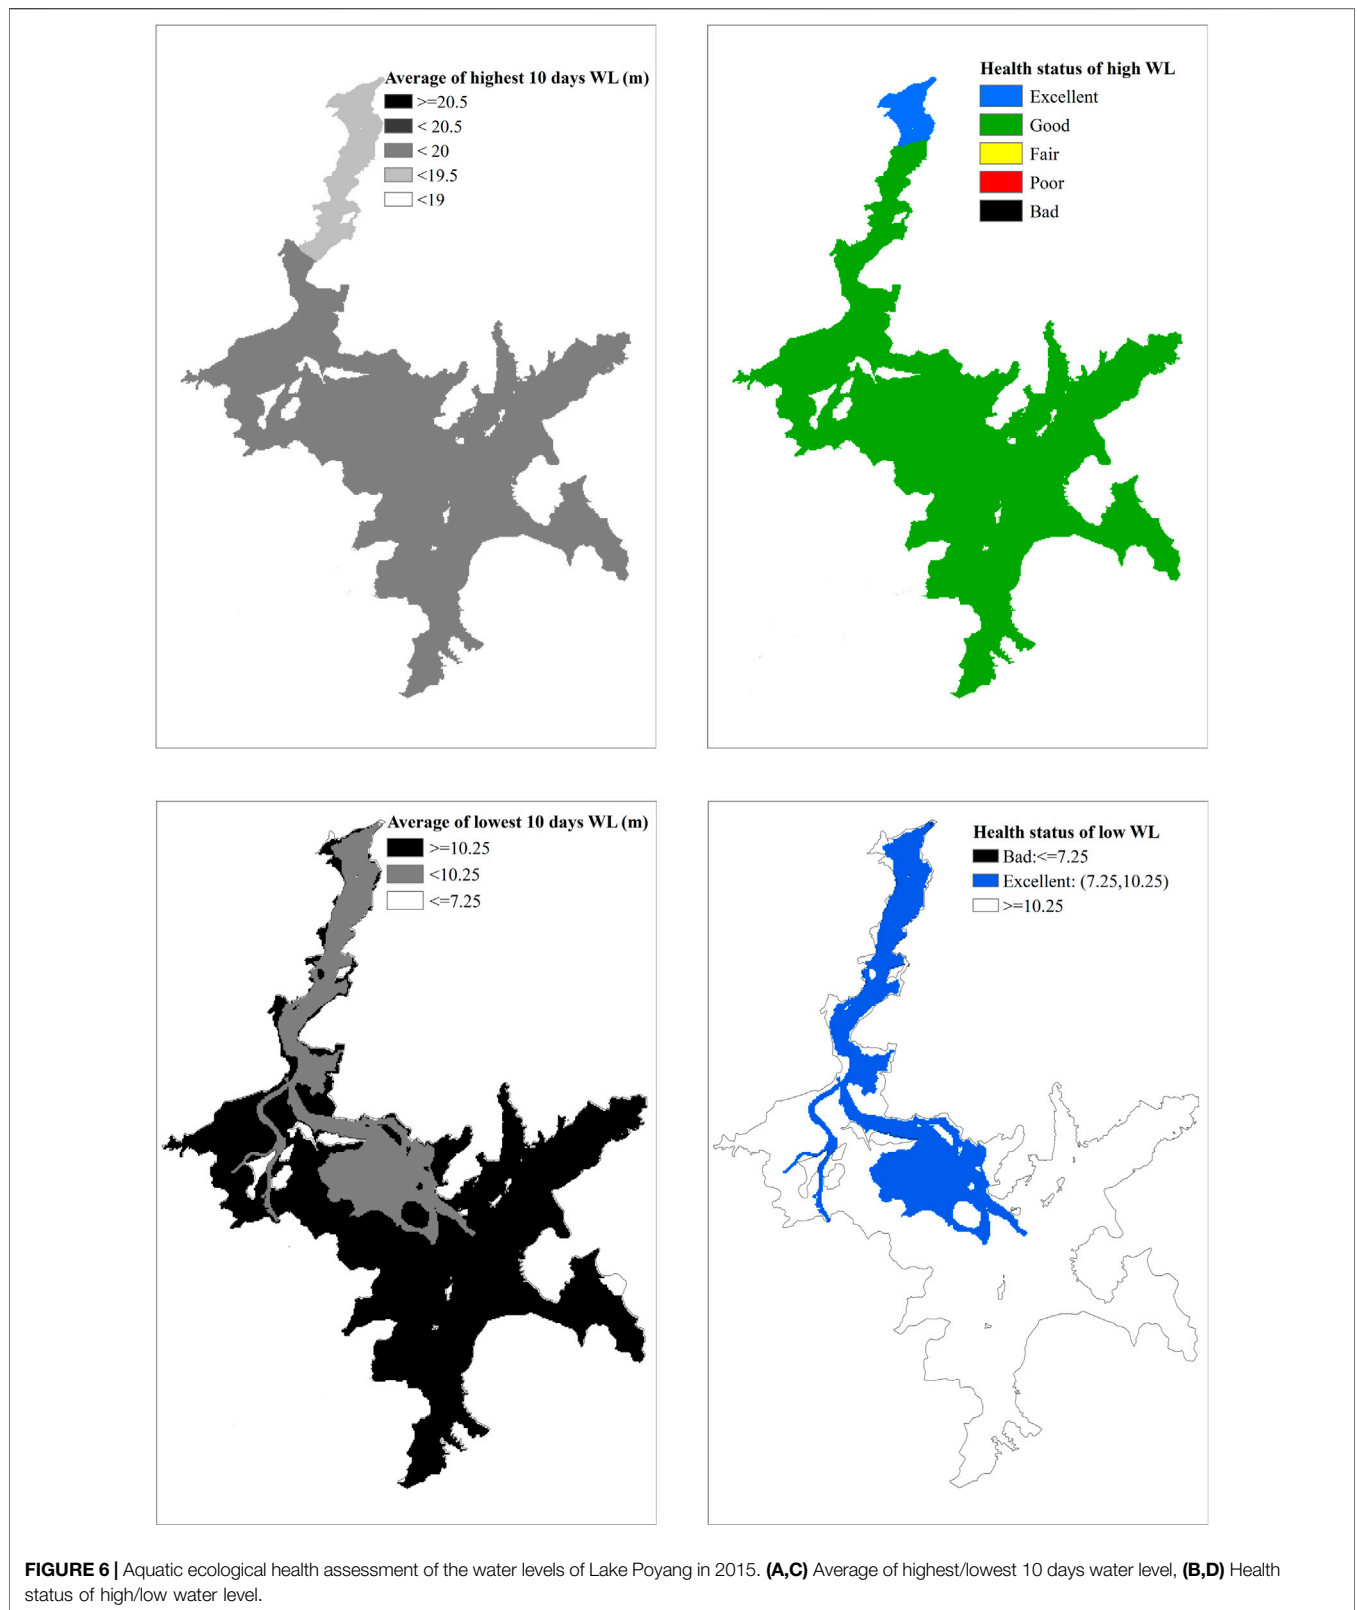 Average of highest 10 days WL (m)
>=20.5
< 20.5
< 20
<19.5
<19
Health status of high WL
Excellent
Good
Fair
Poor
Bad
Average of lowest 10 days WL (m)
>=10.25
<10.25
<=7.25
Health status of low WL
Bad:<=7.25
Excellent: (7.25,10.25)
>=10.25
FIGURE 6 | Aquatic ecological health assessment of the water levels of Lake Poyang in 2015. (A,C) Average of highest/lowest 10 days water level, (B,D) Health
status of high/low water level.